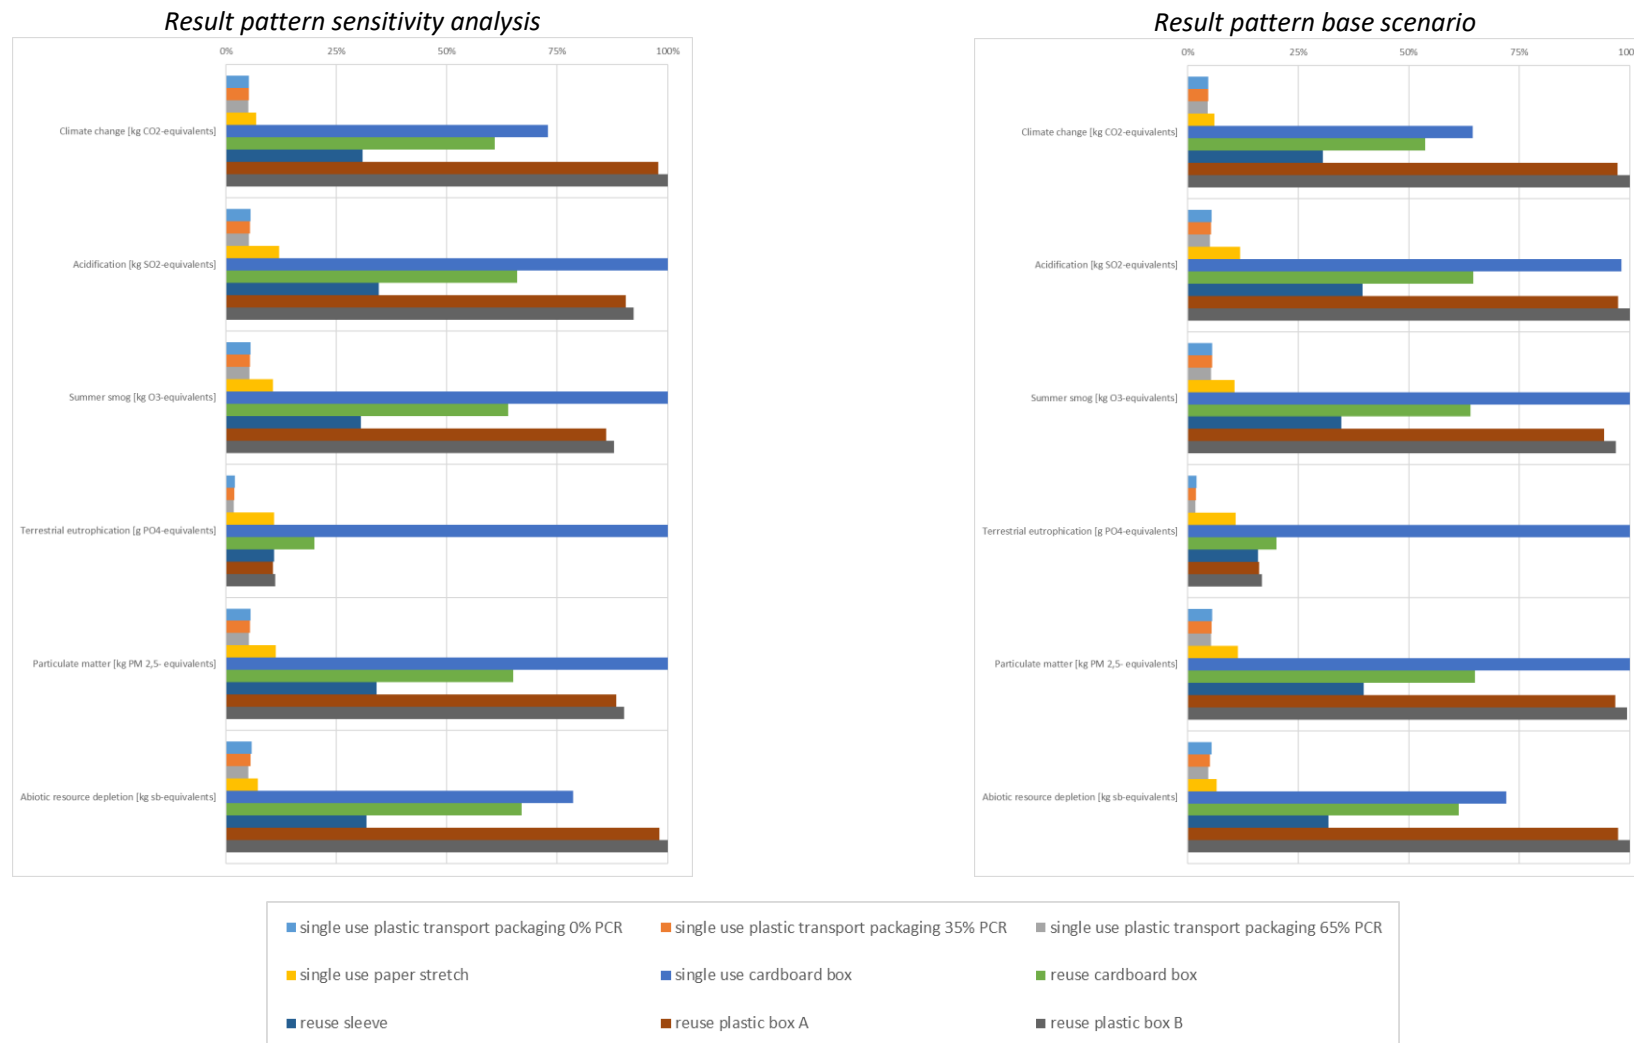 Result pattern sensitivity analysis
0% 25% 50% 75% 100%
Climate change [kg CO2-equivalents]
Acidification [kg SO2-equivalents]
Summer smog [kg O3-equivalents]
Terrestrial eutrophication [g PO4-equivalents]
Particulate matter [kg PM 2,5- equivalents]
Abiotic resource depletion [kg sb-equivalents]
Result pattern base scenario
0% 25% 50% 75% 100
Climate change [kg CO2-equivalents]
Acidification [kg SO2-equivalents]
Summer smog [kg O3-equivalents]
Terrestrial eutrophication [g PO4-equivalents]
Particulate matter [kg PM 2,5- equivalents]
Abiotic resource depletion [kg sb-equivalents]
single use plastic transport packaging 0% PCR single use plastic transport packaging 35% PCR single use plastic transport packaging 65% PCR
single use paper stretch single use cardboard box reuse cardboard box
reuse sleeve reuse plastic box A reuse plastic box B